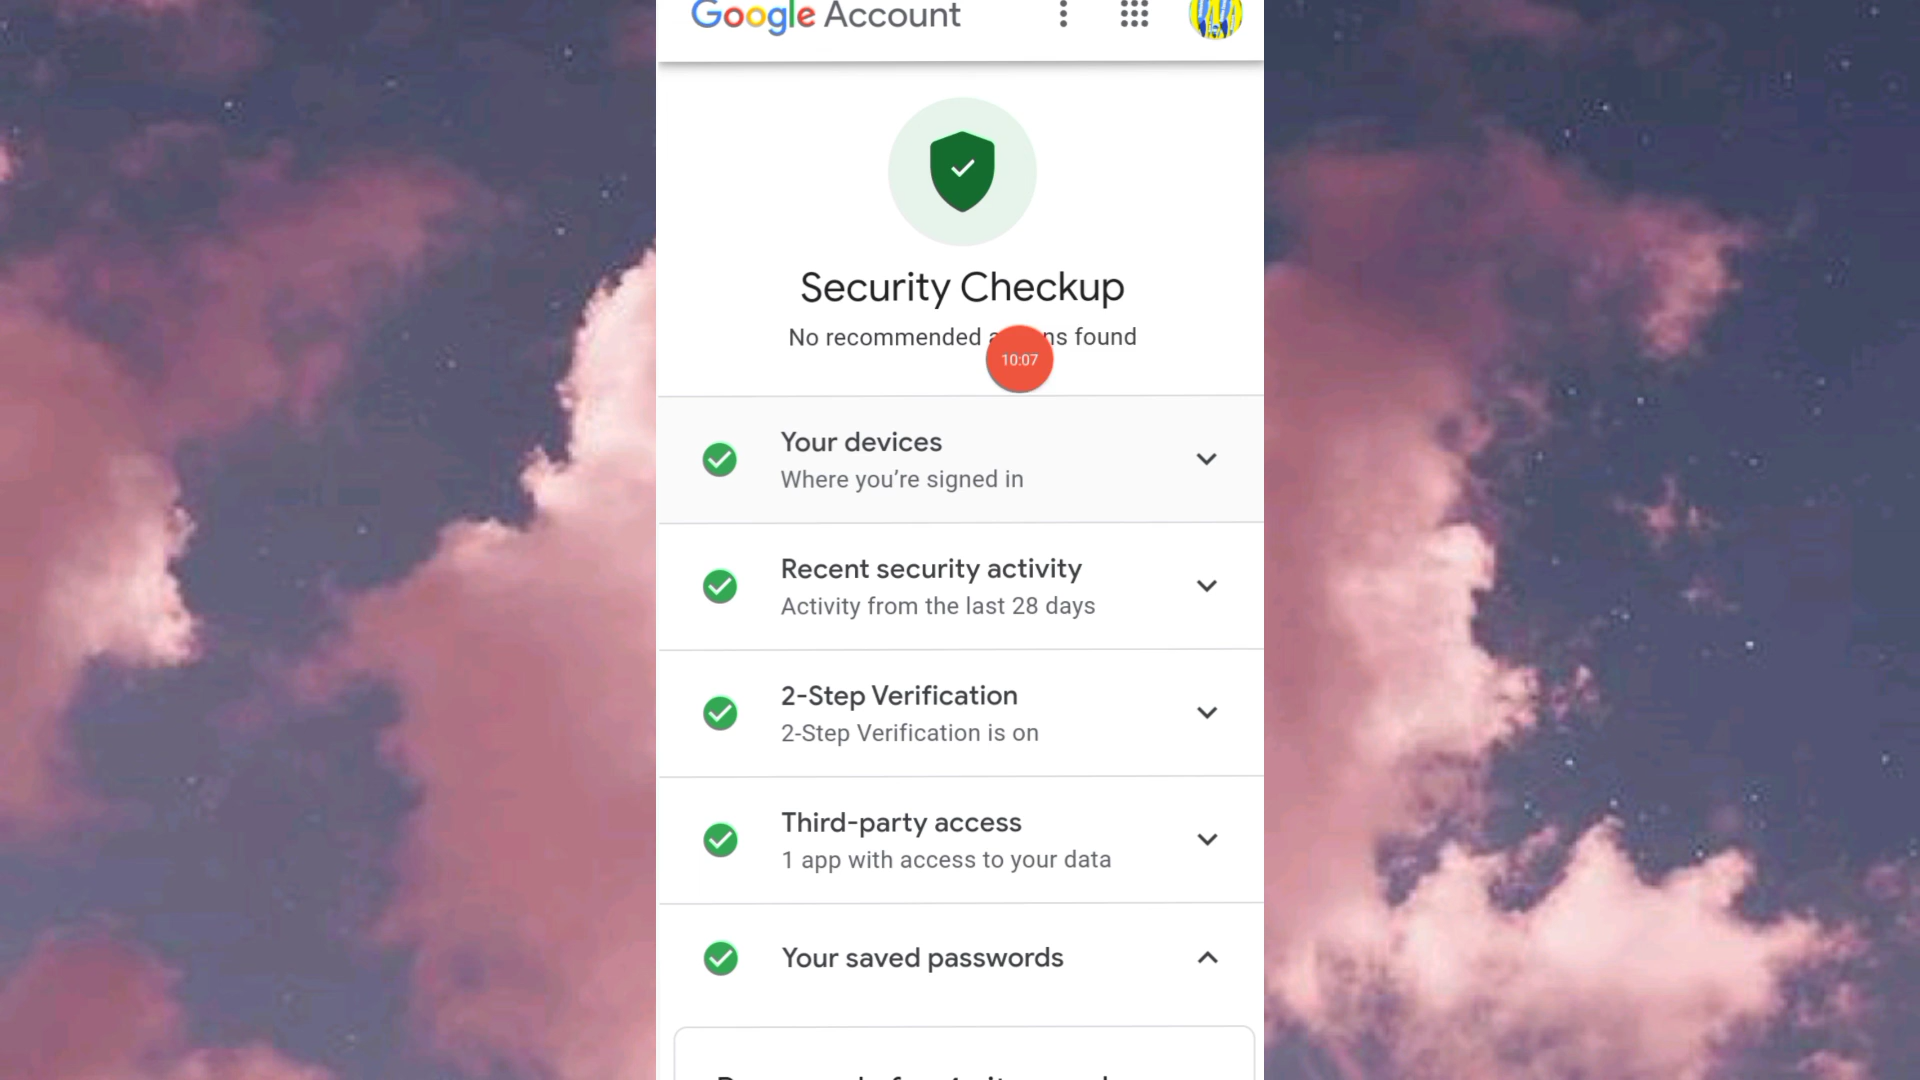 Google Account
Security Checkup
No recommended found
10:07
Your devices
Where you’re signed in
Recent security activity
Activity from the last 28 days
2-Step Verification
2-Step Verification is on
Third-party access
1 app with access to your data
Your saved passwords